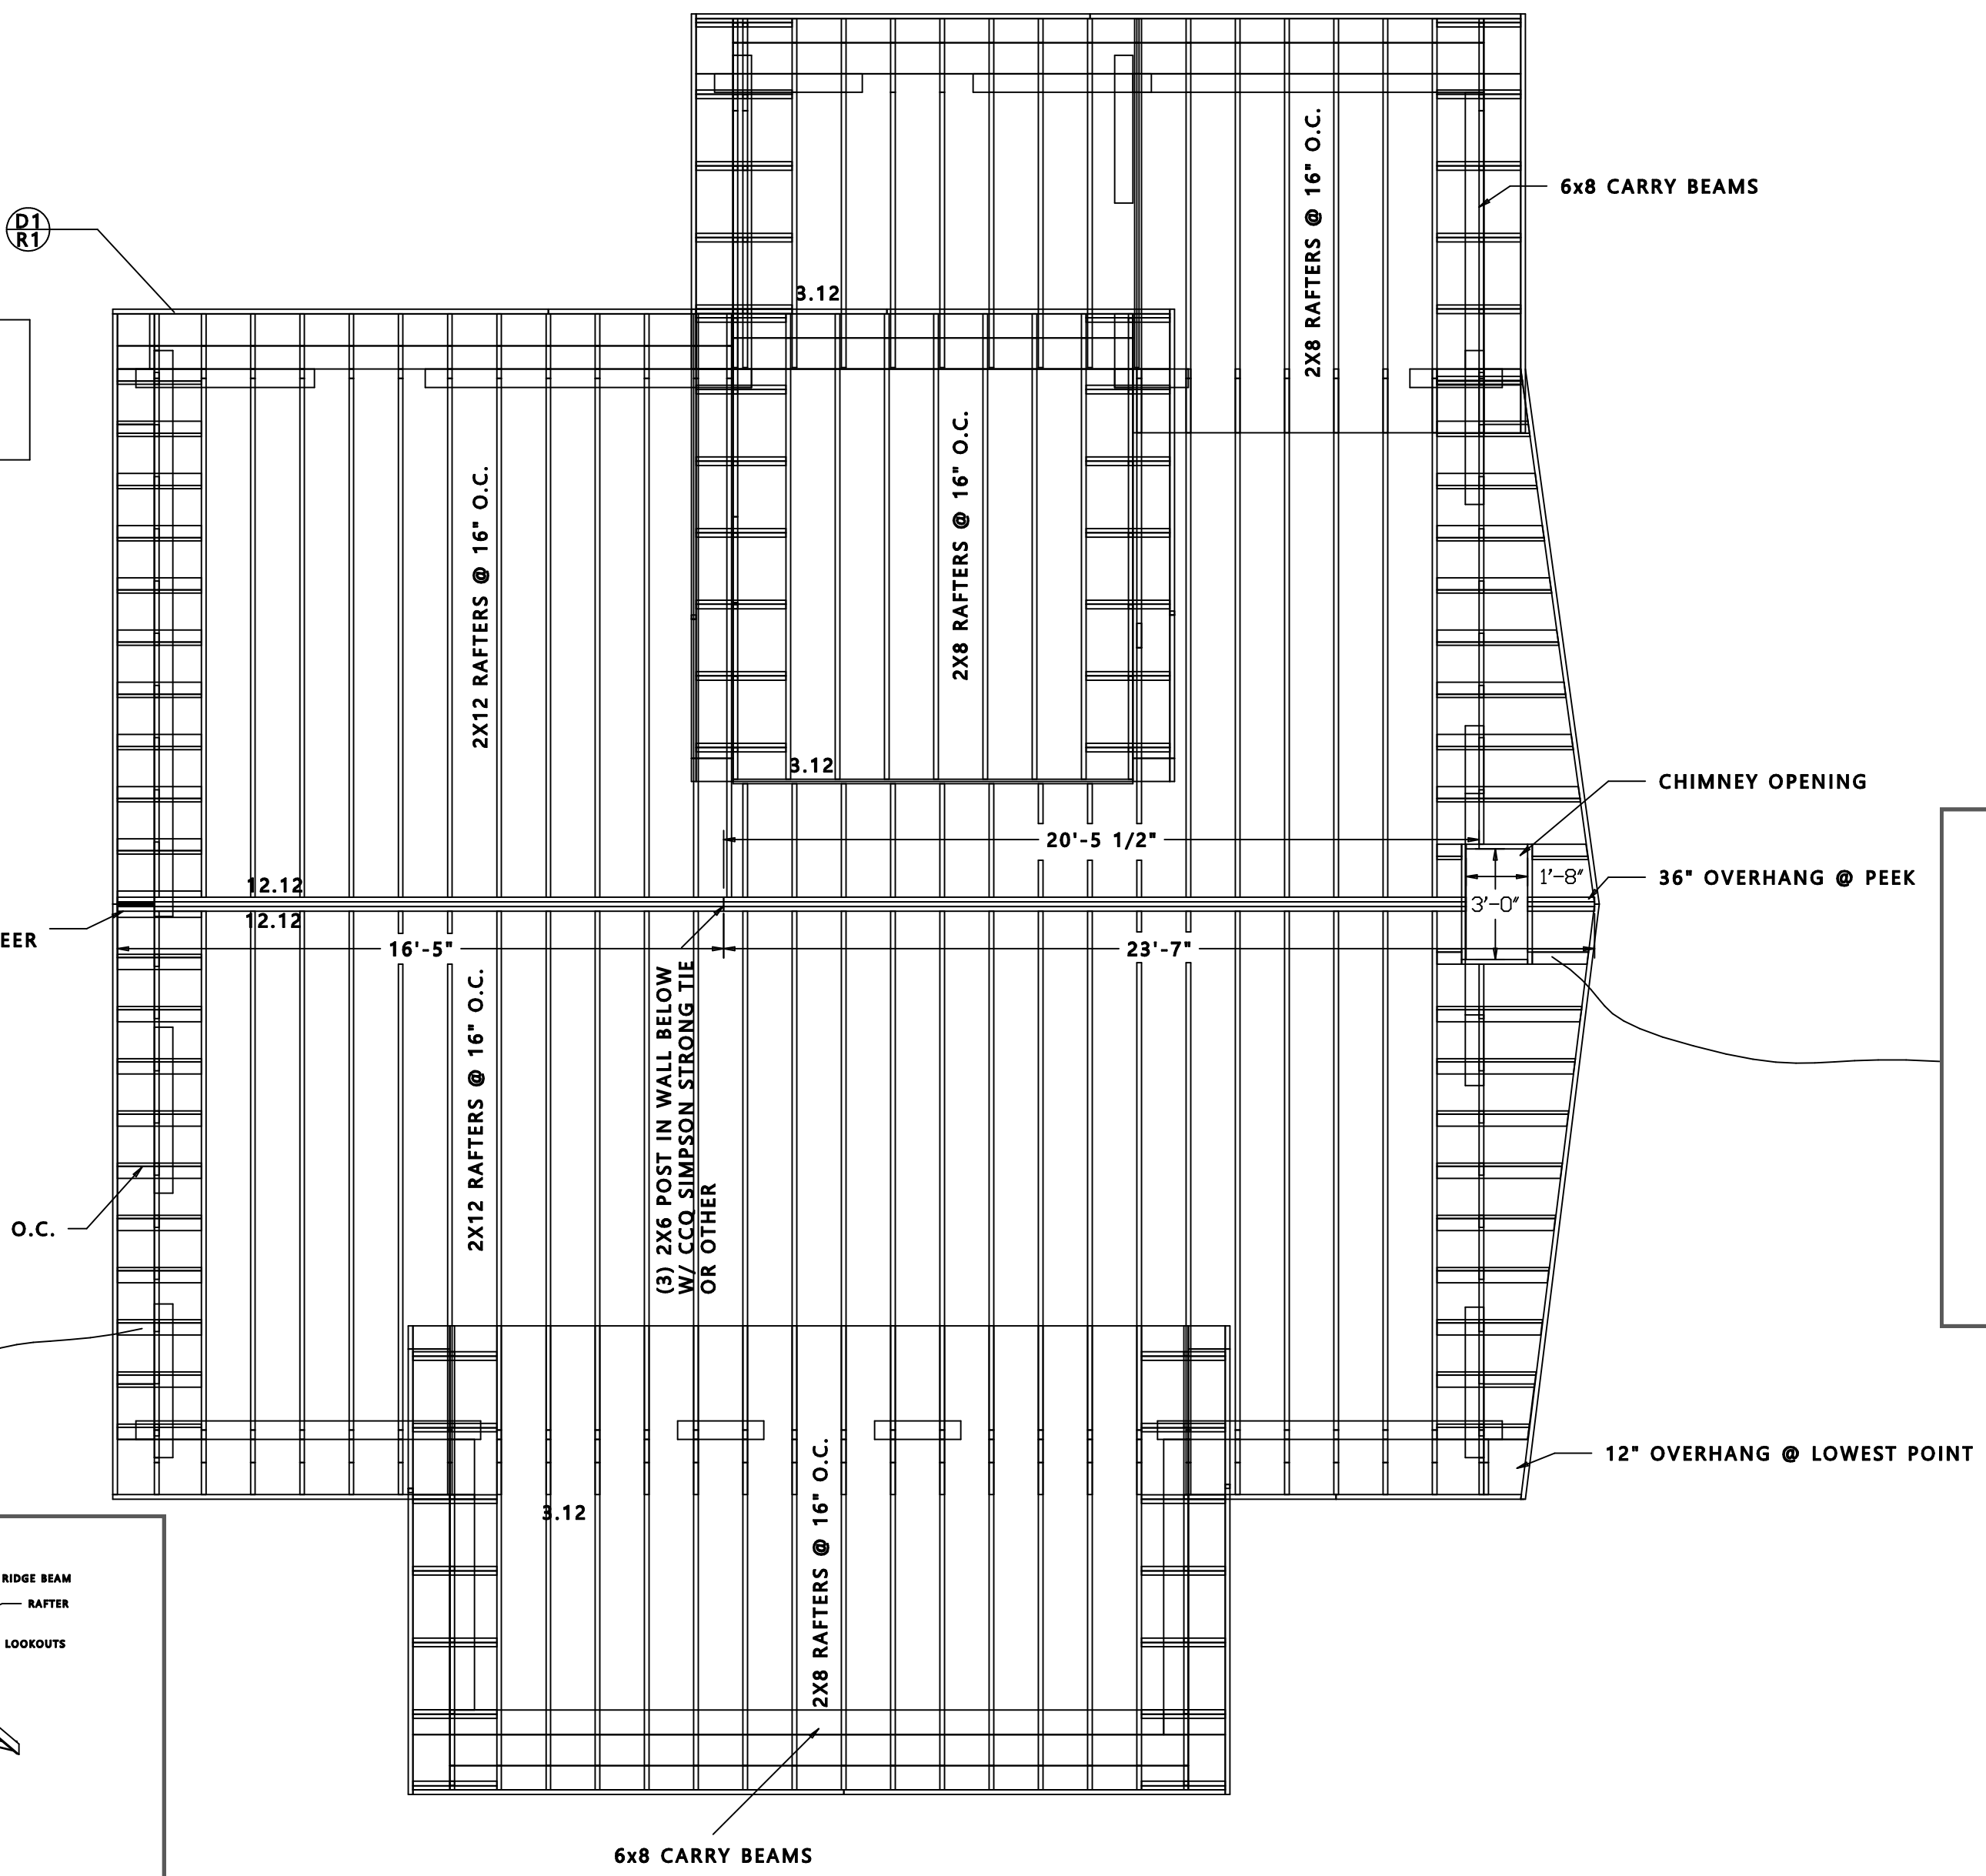 6x8 CARRY BEAMS
D1
R1
2X8 RAFTERS @ 16" O.C.
3.12
2X12 RAFTERS @ 16" O.C.
2X8 RAFTERS @ 16" O.C.
3.12
CHIMNEY OPENING
20'-5 1/2"
1'-8"
36" OVERHANG @ PEEK
12.12
3'-0"
12.12
EER
16'-5"
23'-7"
2X12 RAFTERS @ 16" O.C.
(3) 2X6 POST IN WALL BELOW
W/ CCQ SIMPSON STRONG TIE
OR OTHER
O.C.
12" OVERHANG @ LOWEST POINT
3.12
2X8 RAFTERS @ 16" O.C.
RIDGE BEAM
RAFTER
LOOKOUTS
6x8 CARRY BEAMS